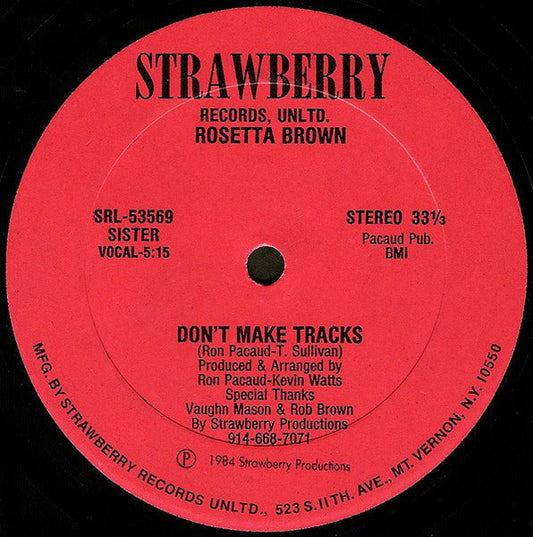 STRAWBERRY
RECORDS, UNLTD.
ROSETTA BROWN
SRL-53569
SISTER
VOCAL-5:15
STEREO 33⅓
Pacaud Pub.
BMI
DON'T MAKE TRACKS
(Ron Pacaud-T. Sullivan)
Produced & Arranged by
Ron Pacaud-Kevin Watts
Special Thanks
Vaughn Mason & Rob Brown
By Strawberry Productions
914-668-7071
Ⓟ 1984 Strawberry Productions
MFG. BY STRAWBERRY RECORDS UNLTD., 523 S. II TH. AVE., MT. VERNON, N.Y. 10550